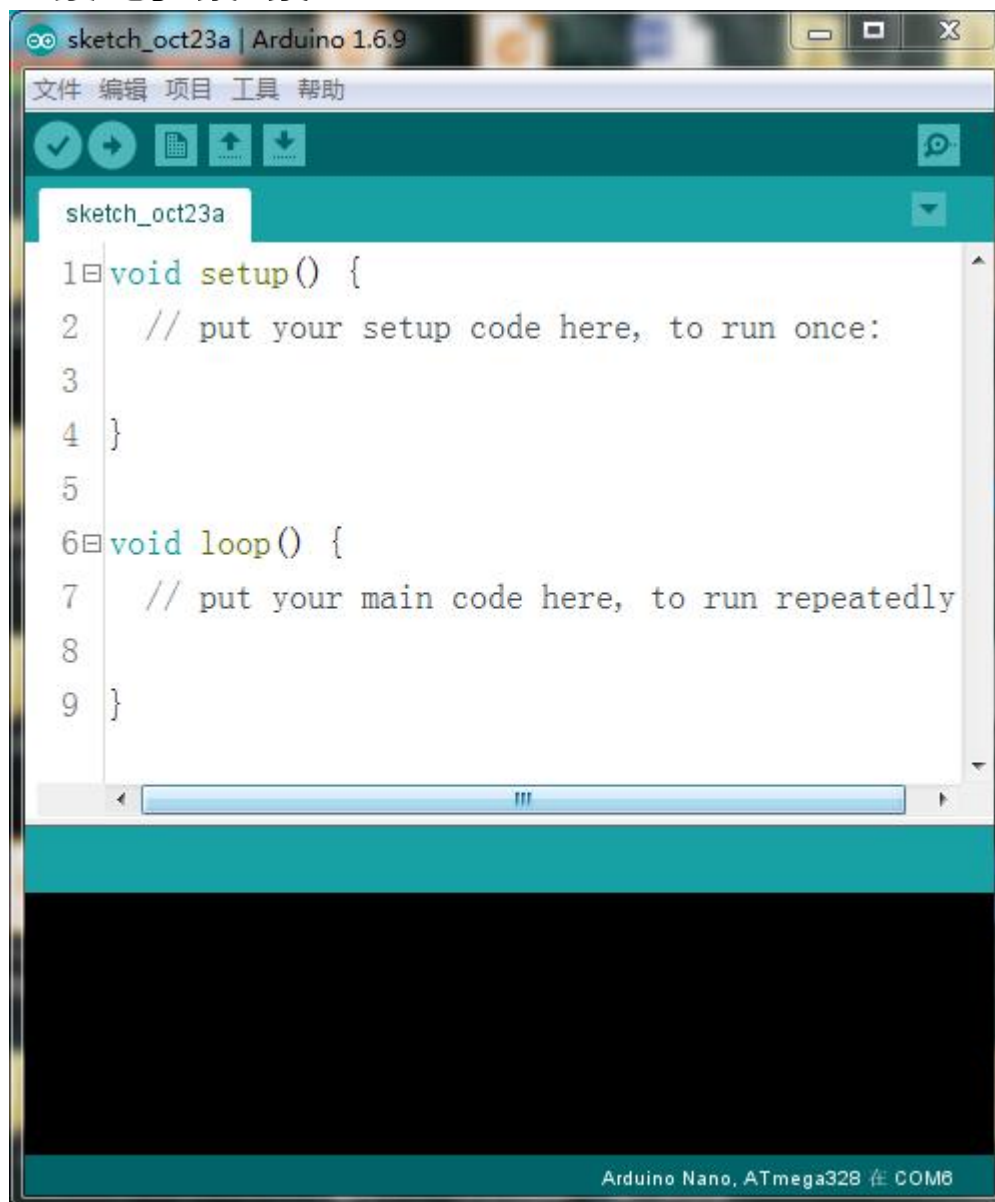 sketch_oct23a | Arduino 1.6.9
文件 编辑 项目 工具 帮助
sketch_oct23a
1 void setup() {
2 // put your setup code here, to run once:
3
4 }
5
6 void loop() {
7 // put your main code here, to run repeatedly
8
9 }
Arduino Nano, ATmega328 在 COM6